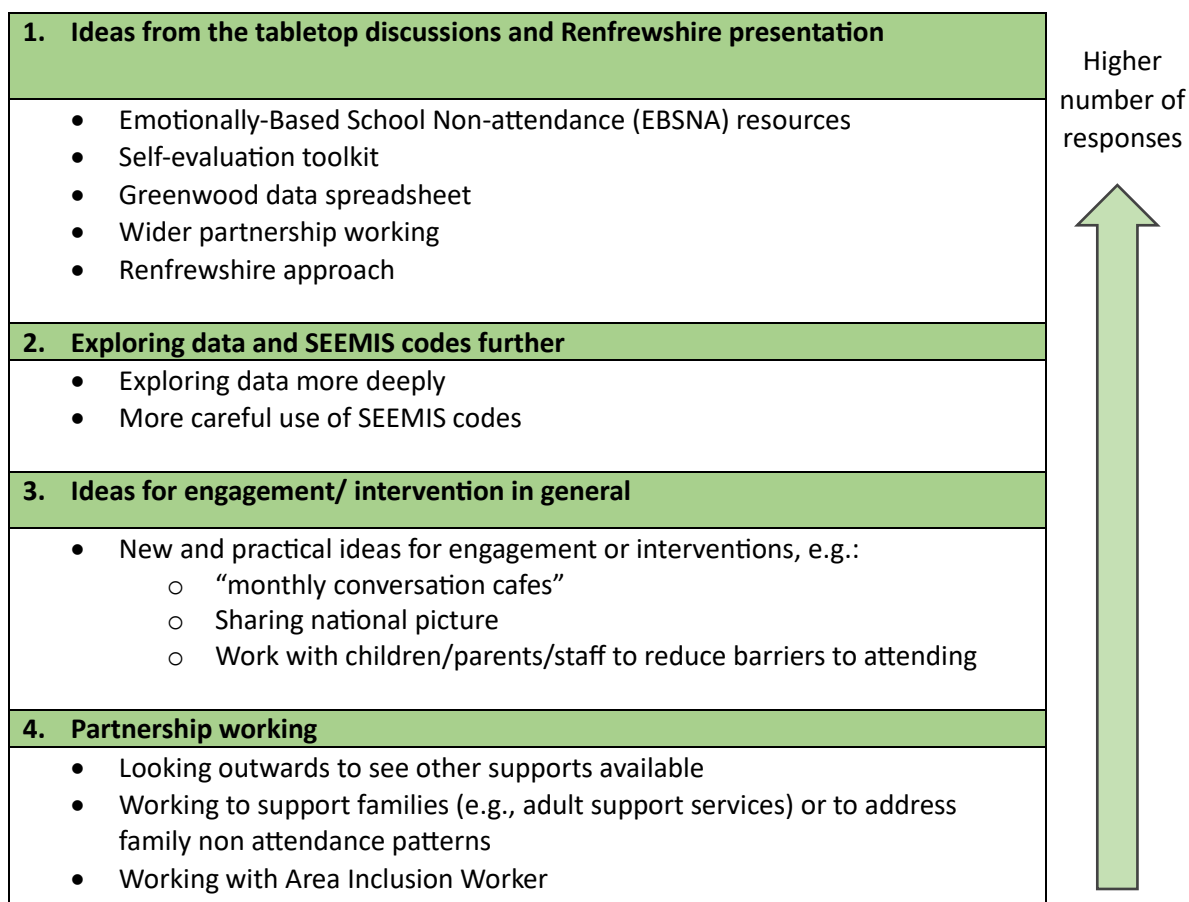 1. Ideas from the tabletop discussions and Renfrewshire presentation
• Emotionally-Based School Non-attendance (EBSNA) resources
• Self-evaluation toolkit
• Greenwood data spreadsheet
• Wider partnership working
• Renfrewshire approach
2. Exploring data and SEEMIS codes further
• Exploring data more deeply
• More careful use of SEEMIS codes
3. Ideas for engagement/ intervention in general
• New and practical ideas for engagement or interventions, e.g.:
o “monthly conversation cafes”
o Sharing national picture
o Work with children/parents/staff to reduce barriers to attending
4. Partnership working
• Looking outwards to see other supports available
• Working to support families (e.g., adult support services) or to address
family non attendance patterns
• Working with Area Inclusion Worker
Higher
number of
responses